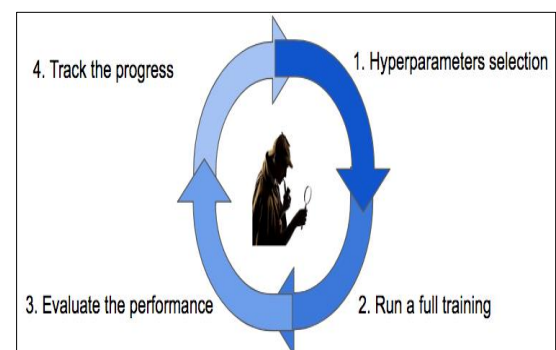 1. Hyperparameters selection
2. Run a full training
3. Evaluate the performance
4. Track the progress